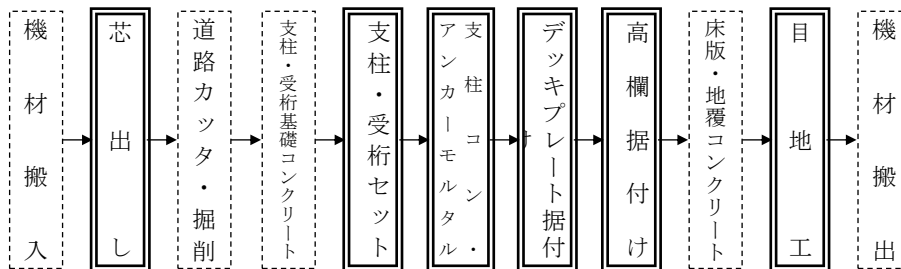 機材搬入
芯出し
道路カッタ・掘削
支柱・受桁基礎コンクリート
支柱・受桁セット
支柱コン・
アンカーモルタル
デッキプレート据付
け
高欄据付け
床版・地覆コンクリート
目地工
機材搬出